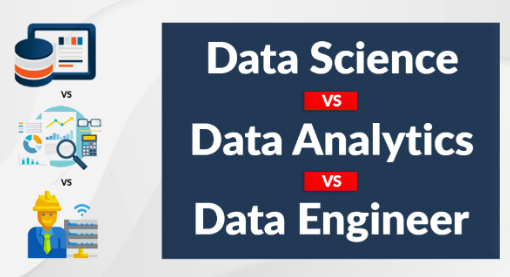 vs
vs
Data Science
VS
Data Analytics
VS
Data Engineer